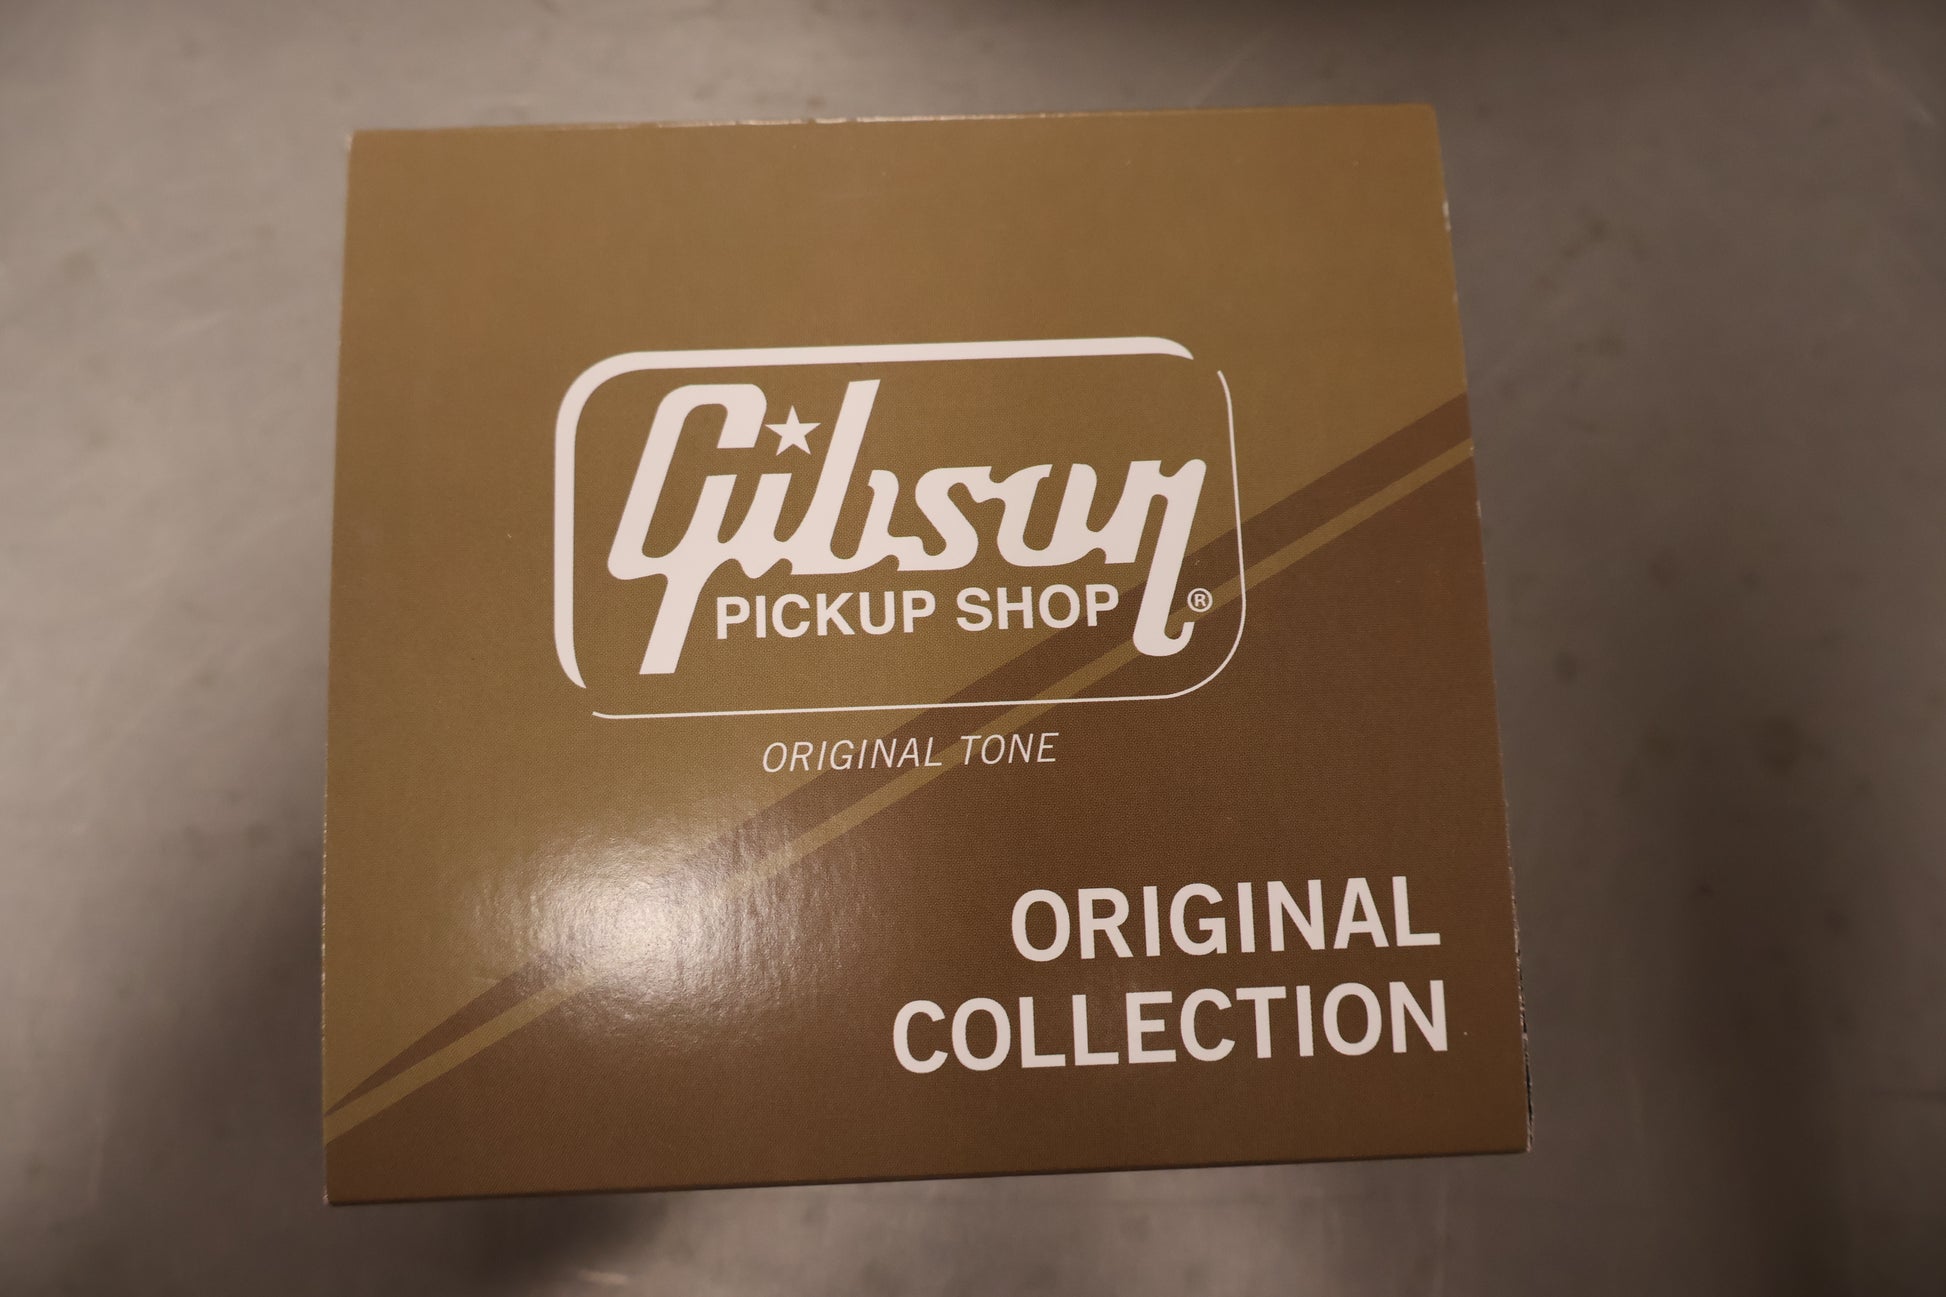 Gibson
PICKUP SHOP ®
ORIGINAL TONE
ORIGINAL
COLLECTION